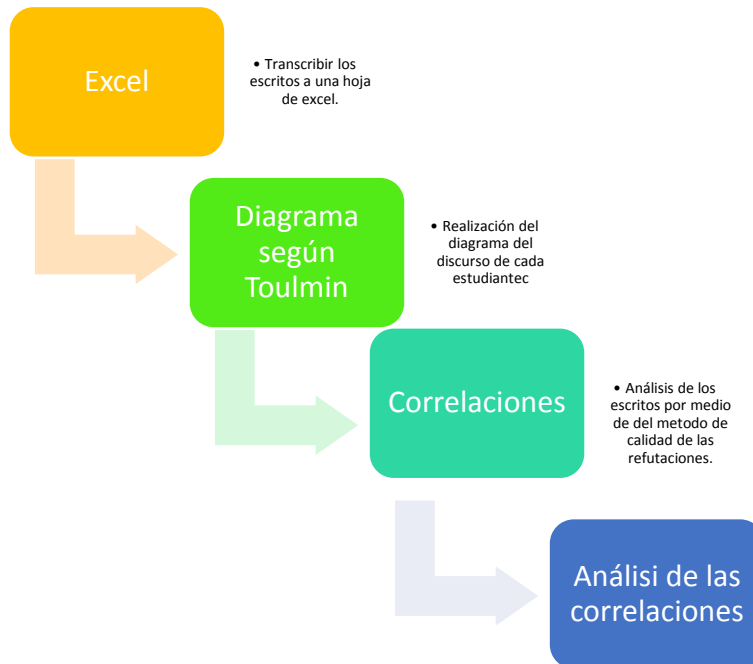 Excel
• Transcribir los
escritos a una hoja
de excel.
Diagrama
según
Toulmin
• Realización del
diagrama del
discurso de cada
estudiantec
Correlaciones
• Análisis de los
escritos por medio
de del metodo de
calidad de las
refutaciones.
Análisi de las
correlaciones